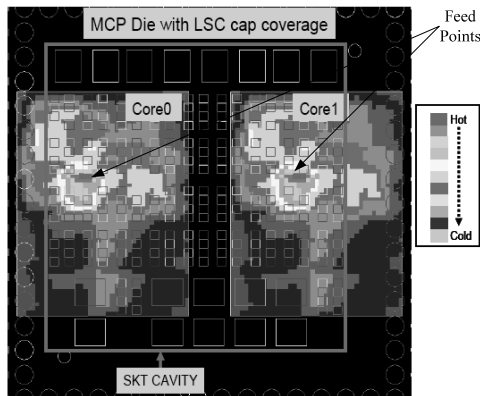 MCP Die with LSC cap coverage
Feed
Points
Core0
Core1
Hot
Cold
SKT CAVITY